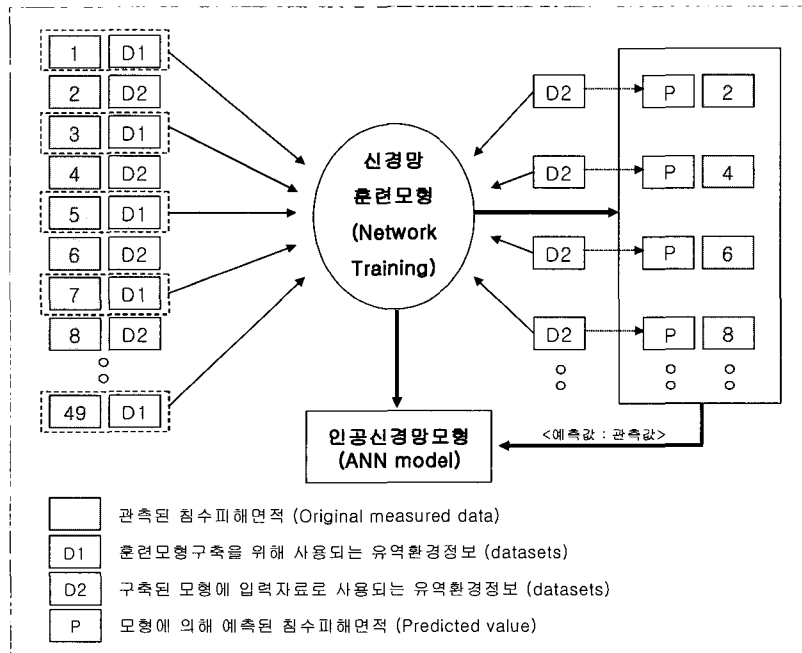 1 D1
2 D2
3 D1
4 D2
5 D1
6 D2
7 D1
8 D2
49 D1
신경망
훈련모형
(Network
Training)
D2 P 2
D2 P 4
D2 P 6
D2 P 8
인공신경망모형
(ANN model)
<예측값 : 관측값>
관측된 침수피해면적 (Original measured data)
D1 훈련모형구축을 위해 사용되는 유역환경정보 (datasets)
D2 구축된 모형에 입력자료로 사용되는 유역환경정보 (datasets)
P 모형에 의해 예측된 침수피해면적 (Predicted value)